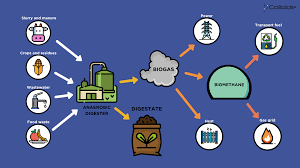 Slurry and manure
Power
Transport fuel
Crops and residues
BIOGAS
Wastewater
BIOMETHANE
ANAEROBIC
DIGESTER
DIGESTATE
Food waste
Heat
Gas grid